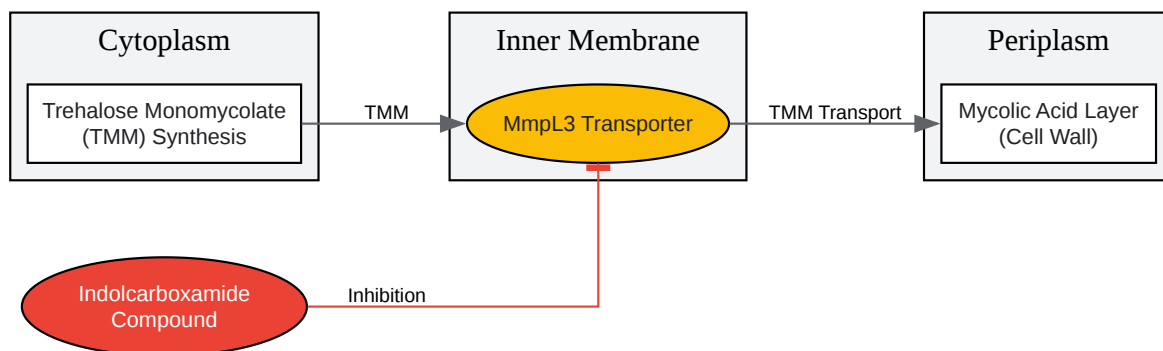 Cytoplasm
Inner Membrane
Periplasm
Trehalose Monomycolate
(TMM) Synthesis
TMM
MmpL3 Transporter
TMM Transport
Mycolic Acid Layer
(Cell Wall)
Indolcarboxamide
Compound
Inhibition